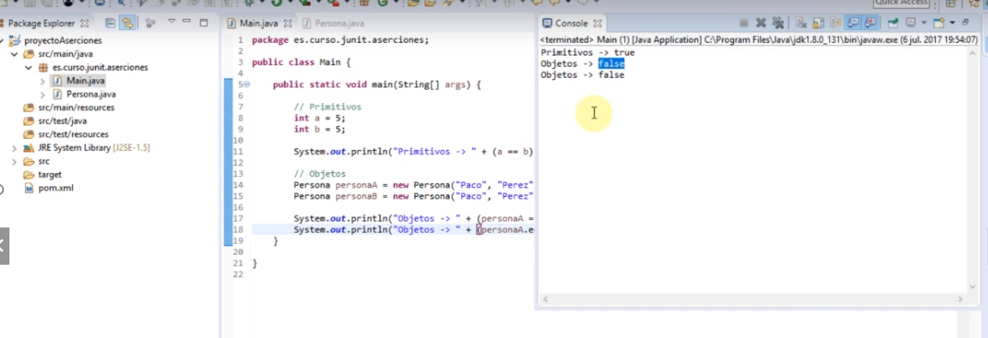 Quick Access
Package Explorer
proyectoAserciones
src/main/java
es.curso.junit.aserciones
Main.java
Persona.java
src/main/resources
src/test/java
src/test/resources
JRE System Library [J2SE-1.5]
src
target
pom.xml
Main.java
Persona.java
1 package es.curso.junit.aserciones;
2
3 public class Main {
4
5 public static void main(String[] args) {
6
7 // Primitivos
8 int a = 5;
9 int b = 5;
10
11 System.out.println("Primitivos -> " + (a == b)
12
13 // Objetos
14 Persona personaA = new Persona("Paco", "Perez"
15 Persona personaB = new Persona("Paco", "Perez"
16
17 System.out.println("Objetos -> " + (personaA =
18 System.out.println("Objetos -> " + (personaA.e
19 }
20
21 }
22
Console
<terminated> Main (1) [Java Application] C:\Program Files\Java\jdk1.8.0_131\bin\javaw.exe (6 jul. 2017 19:54:07)
Primitivos -> true
Objetos -> false
Objetos -> false